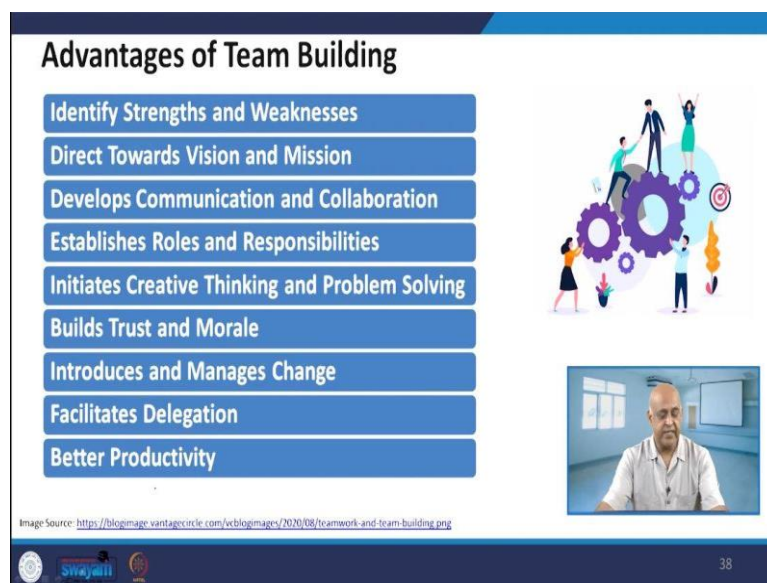 Advantages of Team Building
Identify Strengths and Weaknesses
Direct Towards Vision and Mission
Develops Communication and Collaboration
Establishes Roles and Responsibilities
Initiates Creative Thinking and Problem Solving
Builds Trust and Morale
Introduces and Manages Change
Facilitates Delegation
Better Productivity
Image Source: https://blogimage.vantagecircle.com/vcblogimages/2020/08/teamwork-and-team-building.png
swayam
38